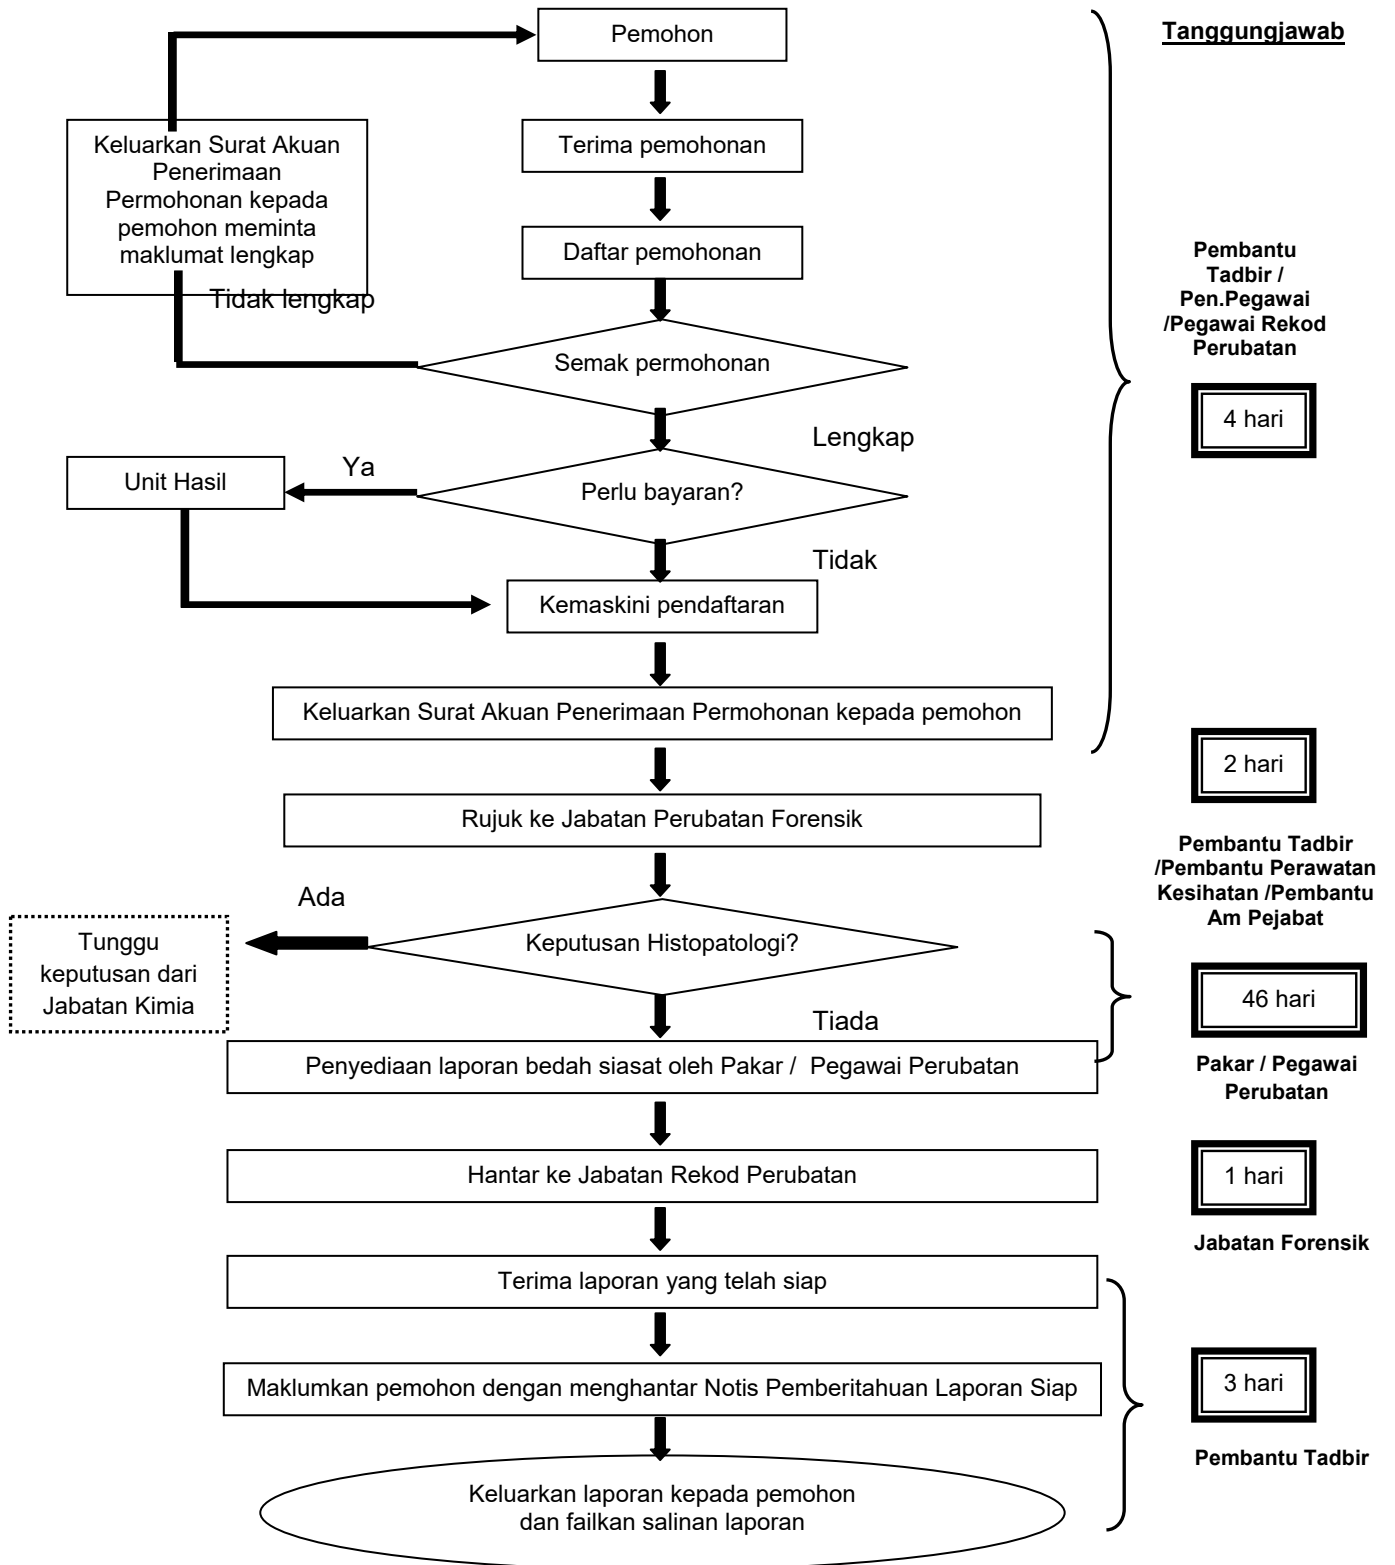 Pemohon
Tanggungjawab
Keluarkan Surat Akuan
Penerimaan
Permohonan kepada
pemohon meminta
maklumat lengkap
Terima pemohonan
Daftar pemohonan
Tidak lengkap
Semak permohonan
Pembantu
Tadbir /
Pen.Pegawai
/Pegawai Rekod
Perubatan
4 hari
Lengkap
Unit Hasil
Ya
Perlu bayaran?
Tidak
Kemaskini pendaftaran
Keluarkan Surat Akuan Penerimaan Permohonan kepada pemohon
2 hari
Rujuk ke Jabatan Perubatan Forensik
Pembantu Tadbir
/Pembantu Perawatan
Kesihatan /Pembantu
Am Pejabat
Ada
Tunggu
keputusan dari
Jabatan Kimia
Keputusan Histopatologi?
46 hari
Tiada
Penyediaan laporan bedah siasat oleh Pakar /  Pegawai Perubatan
Pakar / Pegawai
Perubatan
Hantar ke Jabatan Rekod Perubatan
1 hari
Jabatan Forensik
Terima laporan yang telah siap
Maklumkan pemohon dengan menghantar Notis Pemberitahuan Laporan Siap
3 hari
Pembantu Tadbir
Keluarkan laporan kepada pemohon
dan failkan salinan laporan